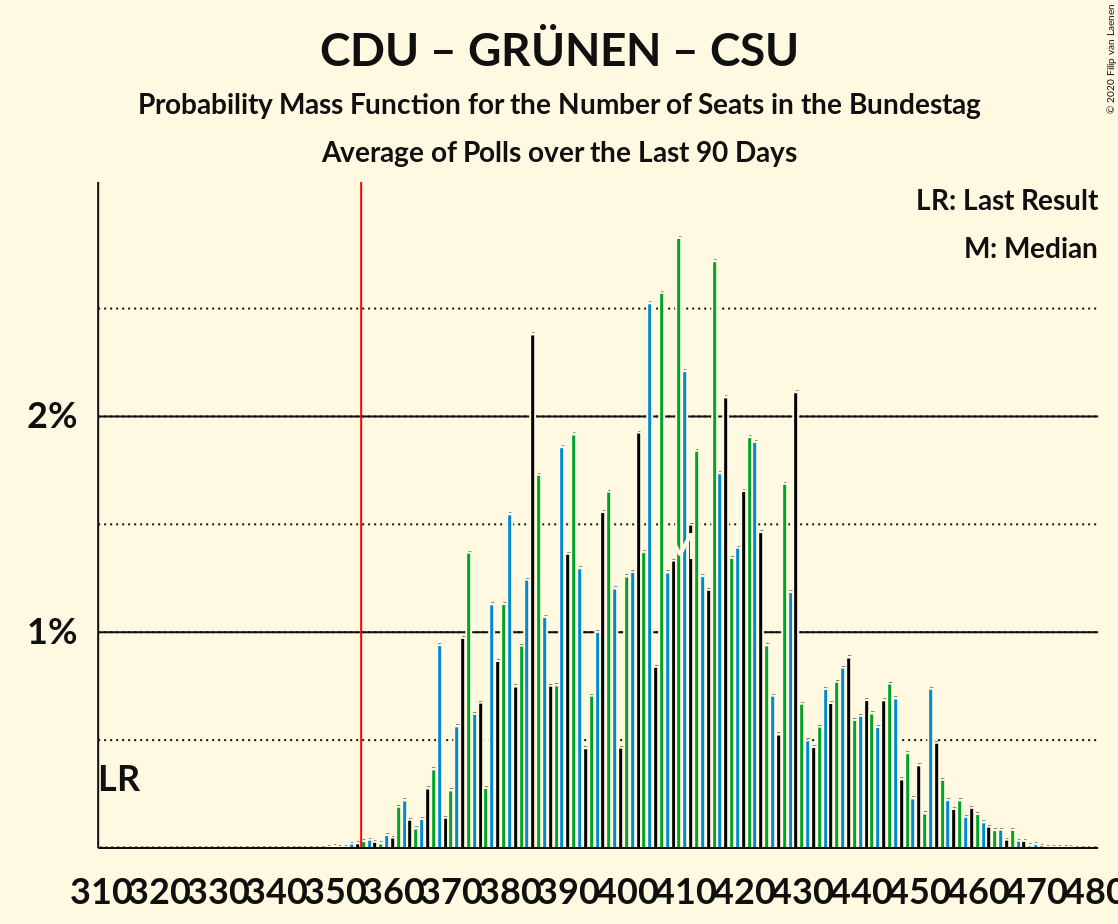 CDU – GRÜNEN – CSU
Probability Mass Function for the Number of Seats in the Bundestag
Average of Polls over the Last 90 Days
© 2020 Filip van Laenen
LR: Last Result
M: Median
2%
1%
LR
M
310 320 330 340 350 360 370 380 390 400 410 420 430 440 450 460 470 480